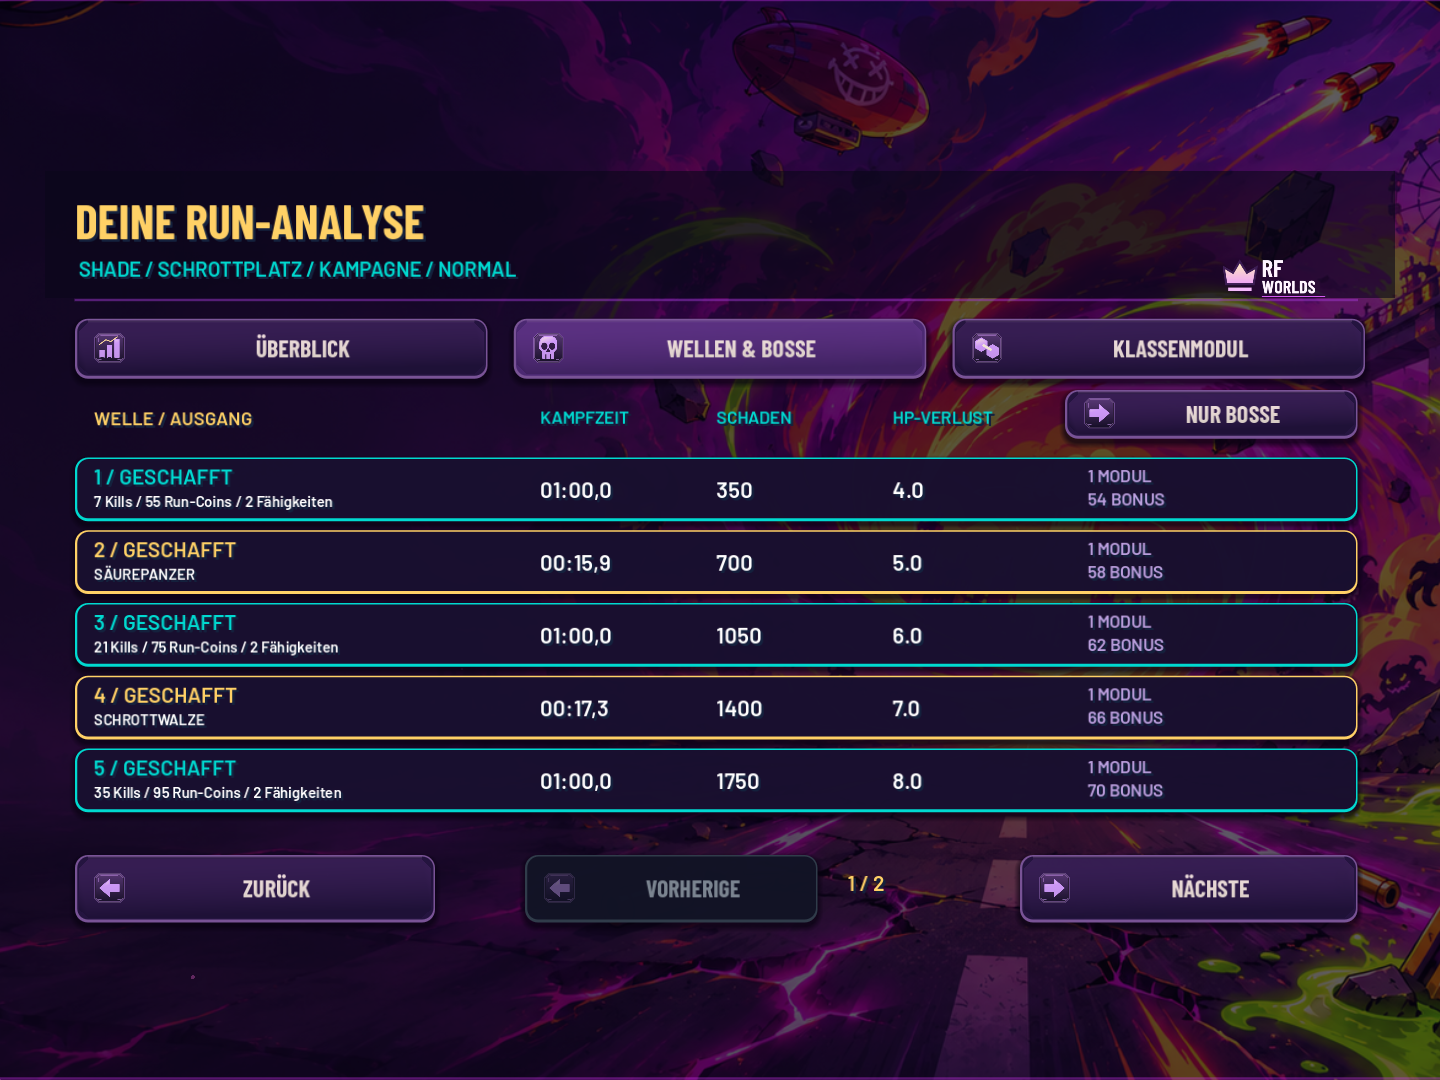 DEINE RUN-ANALYSE
SHADE / SCHROTTPLATZ / KAMPAGNE / NORMAL
RF
WORLDS
ÜBERBLICK
WELLEN & BOSSE
KLASSENMODUL
WELLE / AUSGANG
KAMPFZEIT
SCHADEN
HP-VERLUST
NUR BOSSE
1 / GESCHAFFT
7 Kills / 55 Run-Coins / 2 Fähigkeiten
01:00,0
350
4.0
1 MODUL
54 BONUS
2 / GESCHAFFT
SÄUREPANZER
00:15,9
700
5.0
1 MODUL
58 BONUS
3 / GESCHAFFT
21 Kills / 75 Run-Coins / 2 Fähigkeiten
01:00,0
1050
6.0
1 MODUL
62 BONUS
4 / GESCHAFFT
SCHROTTWALZE
00:17,3
1400
7.0
1 MODUL
66 BONUS
5 / GESCHAFFT
35 Kills / 95 Run-Coins / 2 Fähigkeiten
01:00,0
1750
8.0
1 MODUL
70 BONUS
ZURÜCK
VORHERIGE
1 / 2
NÄCHSTE